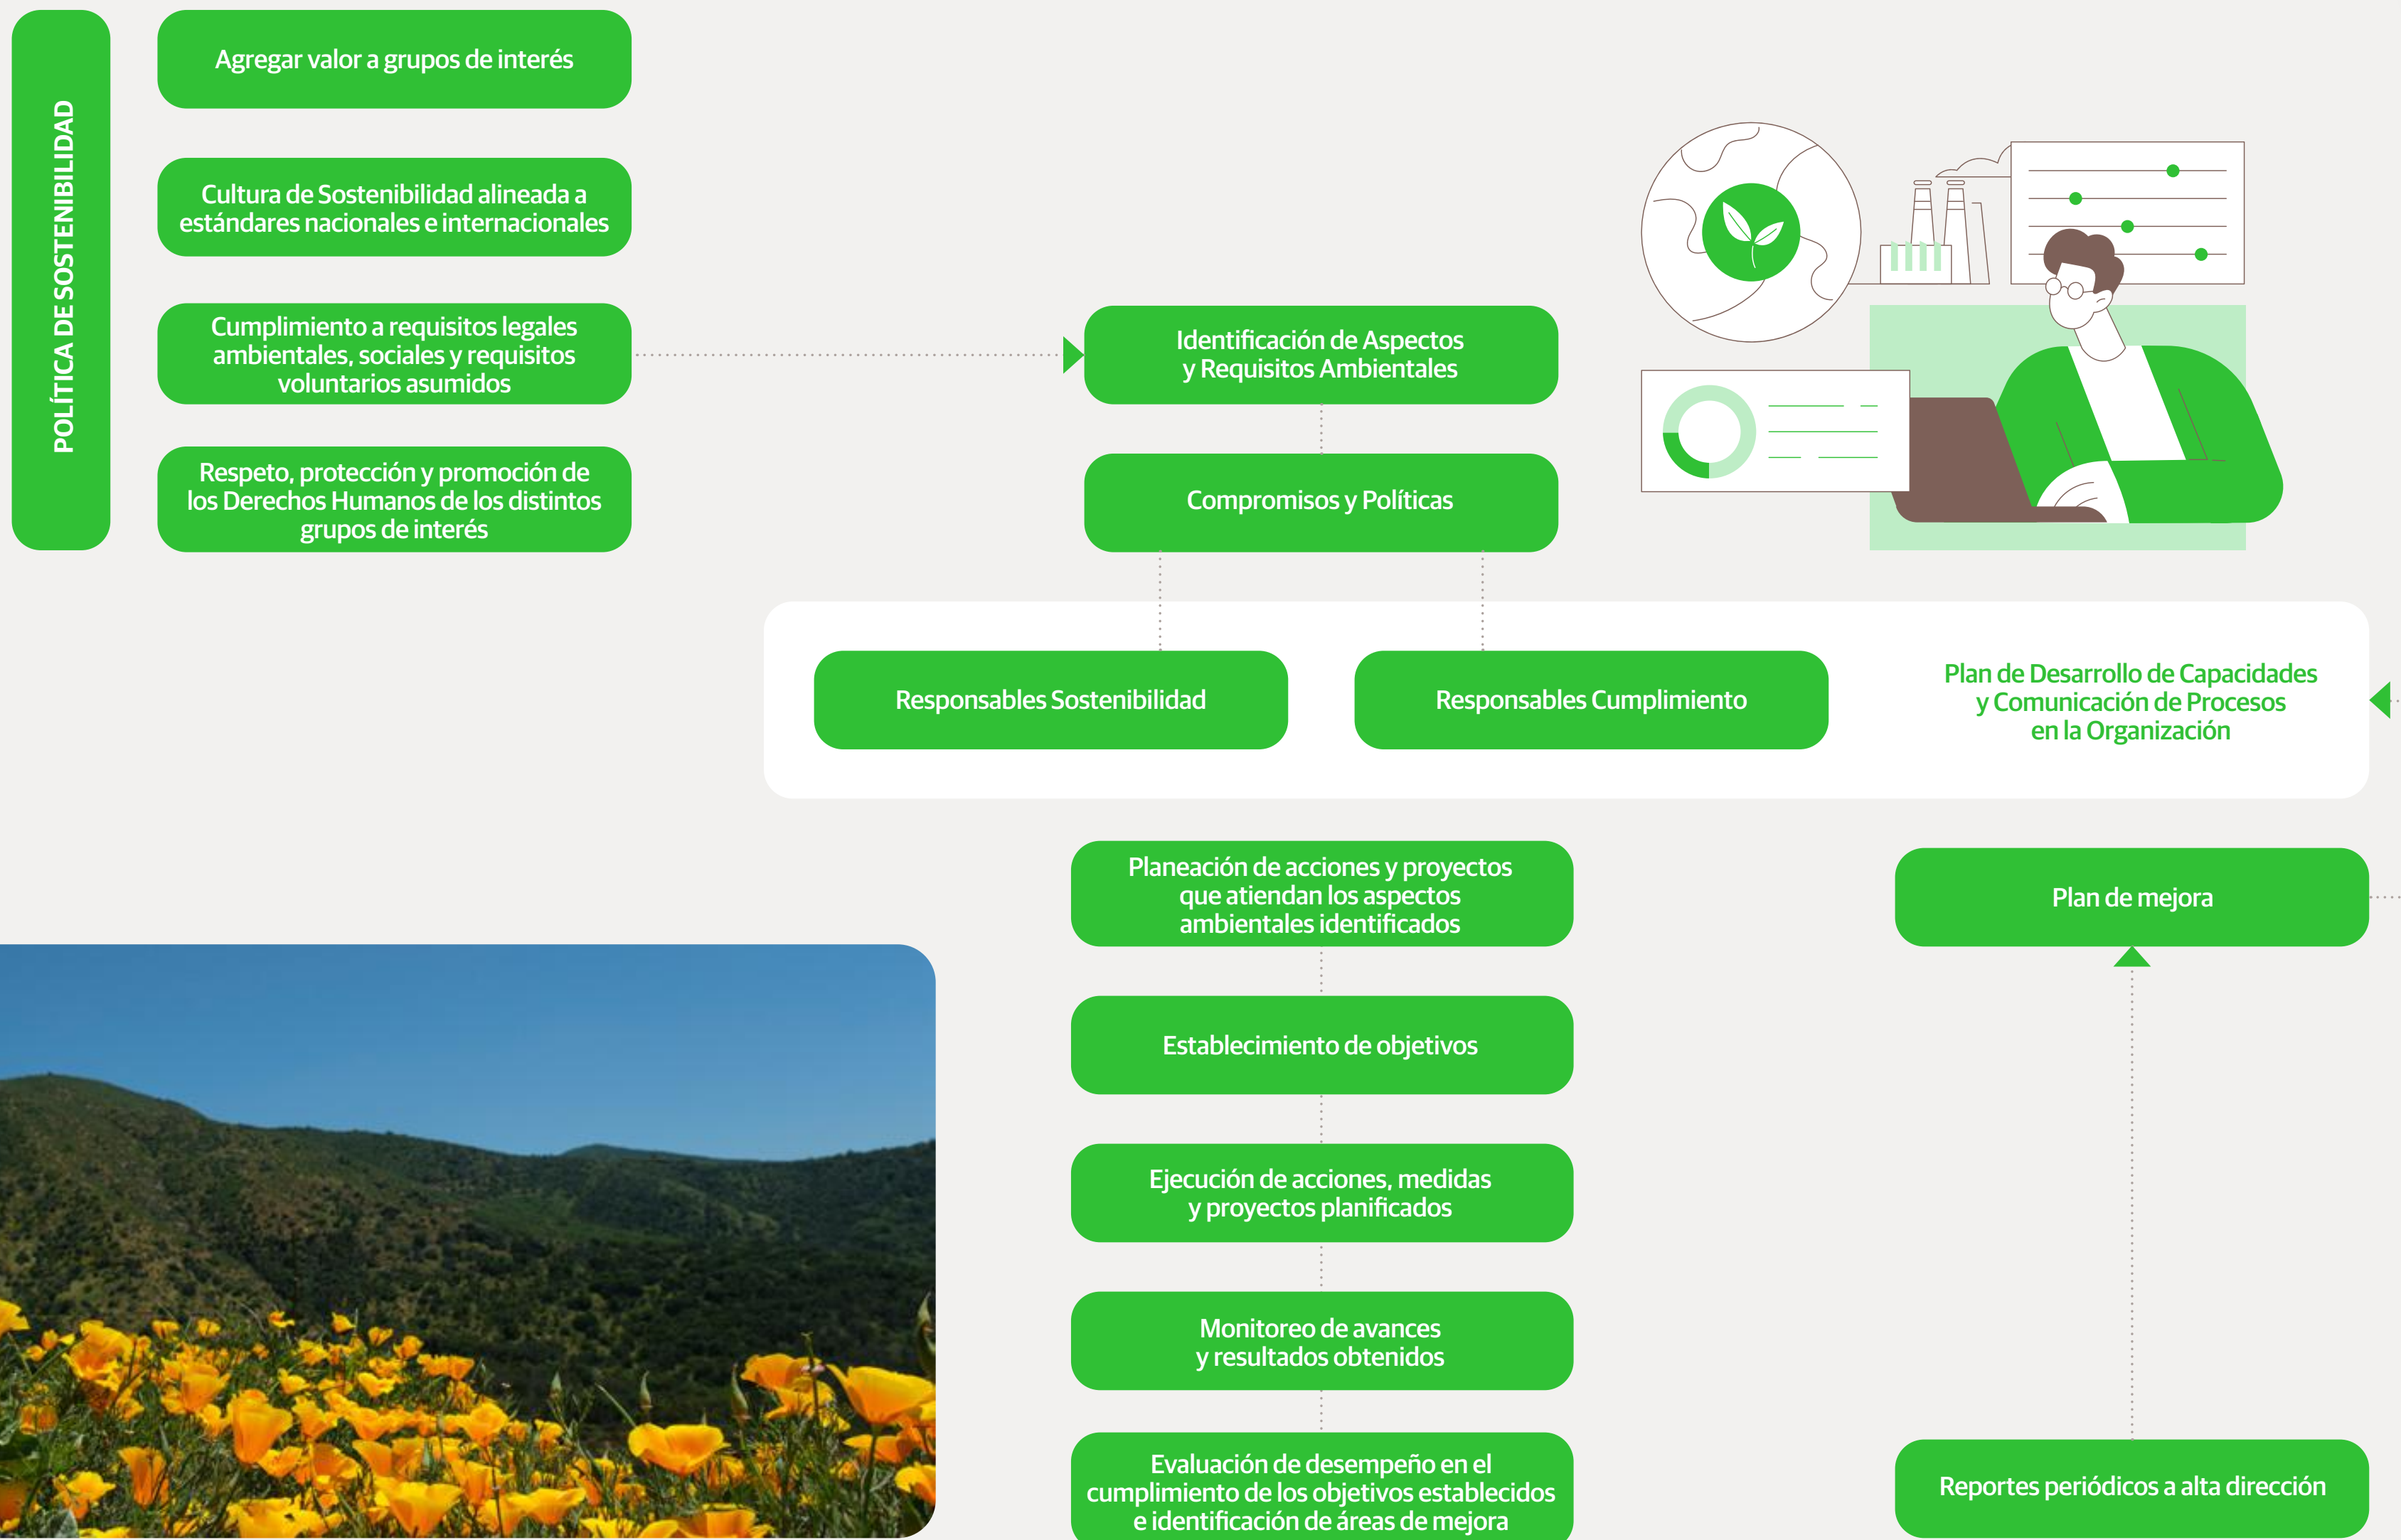 POLÍTICA DE SOSTENIBILIDAD
Agregar valor a grupos de interés
Cultura de Sostenibilidad alineada a
estándares nacionales e internacionales
Cumplimiento a requisitos legales
ambientales, sociales y requisitos
voluntarios asumidos
Respeto, protección y promoción de
los Derechos Humanos de los distintos
grupos de interés
Identificación de Aspectos
y Requisitos Ambientales
Compromisos y Políticas
Responsables Sostenibilidad
Responsables Cumplimiento
Plan de Desarrollo de Capacidades
y Comunicación de Procesos
en la Organización
Planeación de acciones y proyectos
que atiendan los aspectos
ambientales identificados
Establecimiento de objetivos
Ejecución de acciones, medidas
y proyectos planificados
Monitoreo de avances
y resultados obtenidos
Evaluación de desempeño en el
cumplimiento de los objetivos establecidos
e identificación de áreas de mejora
Plan de mejora
Reportes periódicos a alta dirección